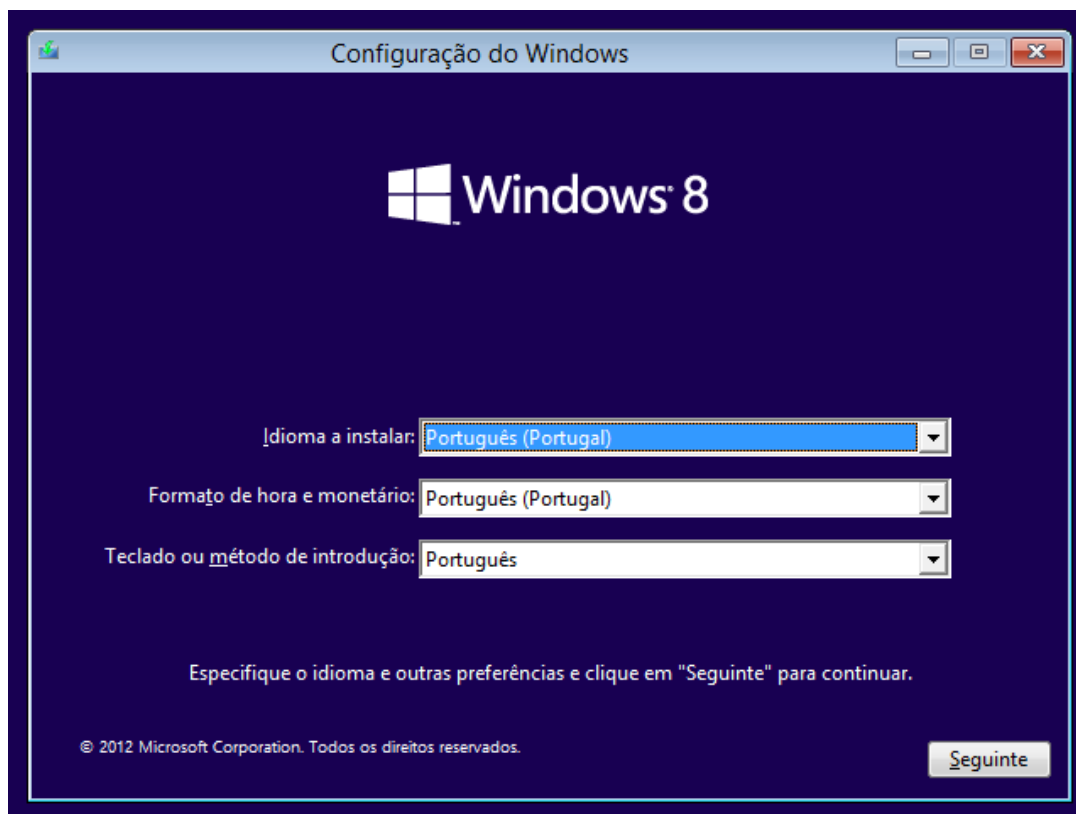 Configuração do Windows
Windows 8
Idioma a instalar: Português (Portugal)
Formato de hora e monetário: Português (Portugal)
Teclado ou método de introdução: Português
Especifique o idioma e outras preferências e clique em "Seguinte" para continuar.
© 2012 Microsoft Corporation. Todos os direitos reservados.
Seguinte